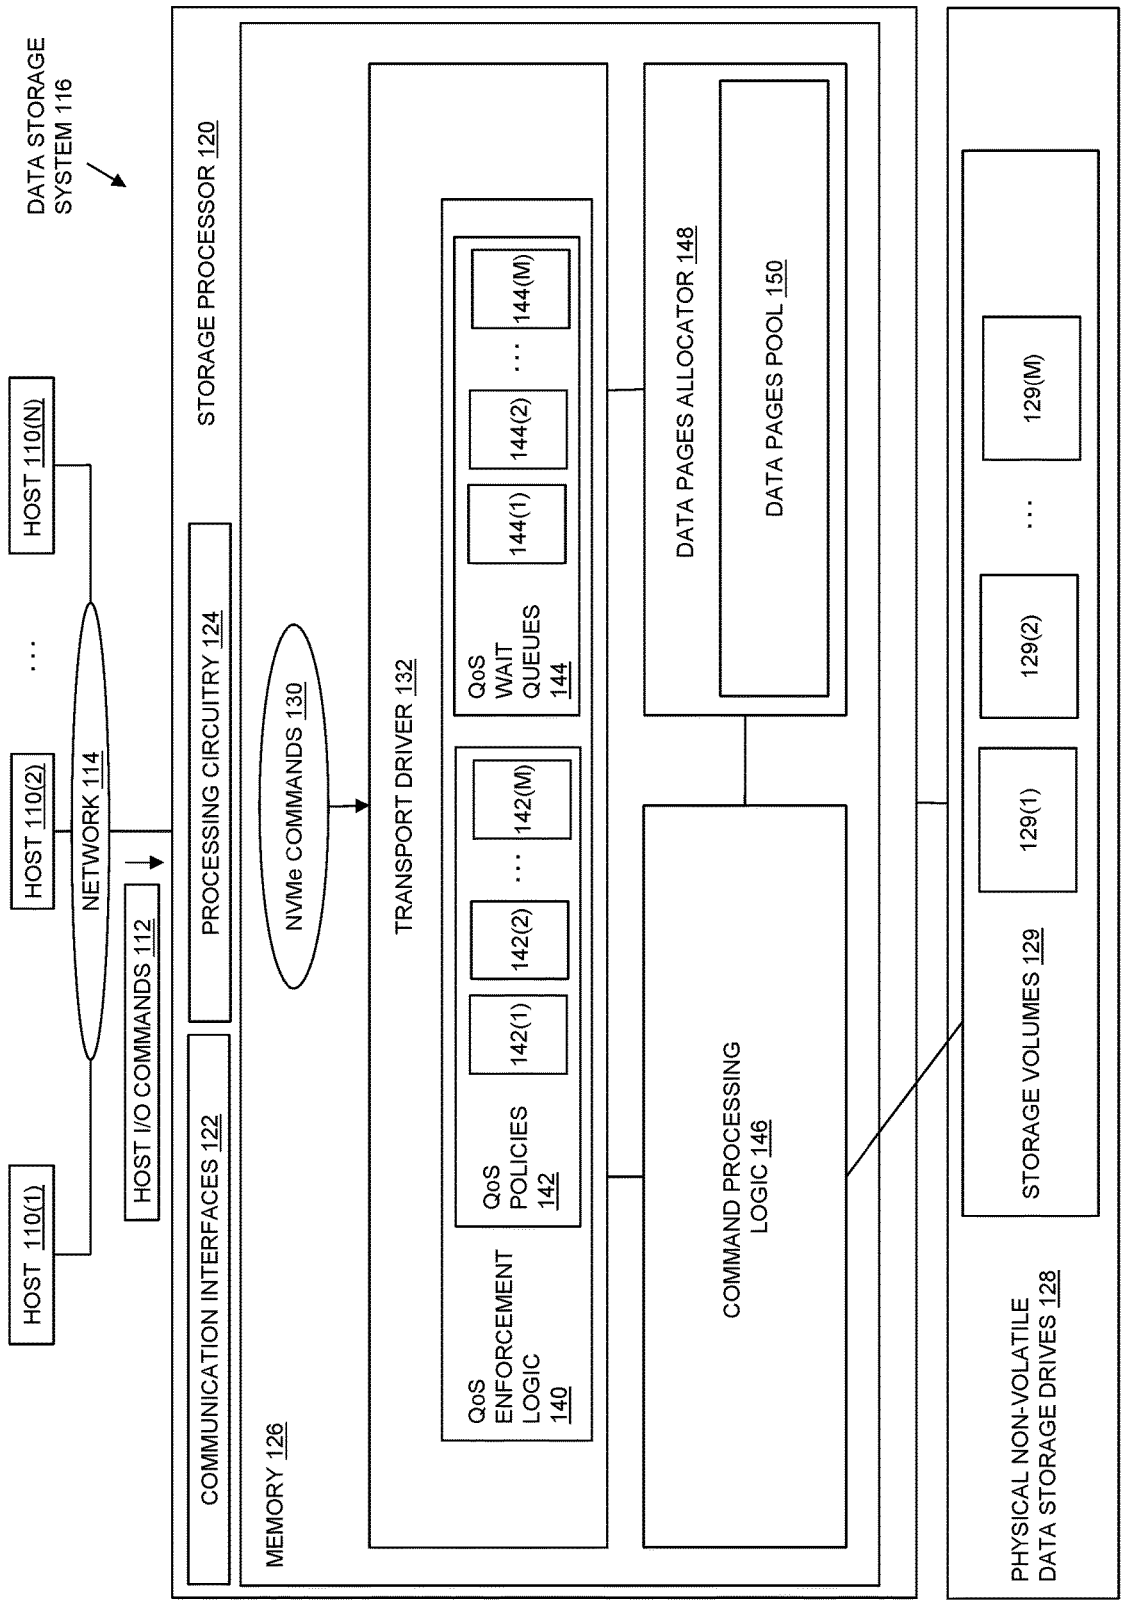 DATA STORAGE
SYSTEM 116
HOST 110(1)
HOST 110(2)
. . .
HOST 110(N)
NETWORK 114
HOST I/O COMMANDS 112
STORAGE PROCESSOR 120
COMMUNICATION INTERFACES 122
PROCESSING CIRCUITRY 124
MEMORY 126
NVMe COMMANDS 130
TRANSPORT DRIVER 132
QoS
ENFORCEMENT
LOGIC
140
QoS
POLICIES
142
142(1)
142(2)
. . .
142(M)
QoS
WAIT
QUEUES
144
144(1)
144(2)
. . .
144(M)
COMMAND PROCESSING
LOGIC 146
DATA PAGES ALLOCATOR 148
DATA PAGES POOL 150
PHYSICAL NON-VOLATILE
DATA STORAGE DRIVES 128
STORAGE VOLUMES 129
129(1)
129(2)
. . .
129(M)